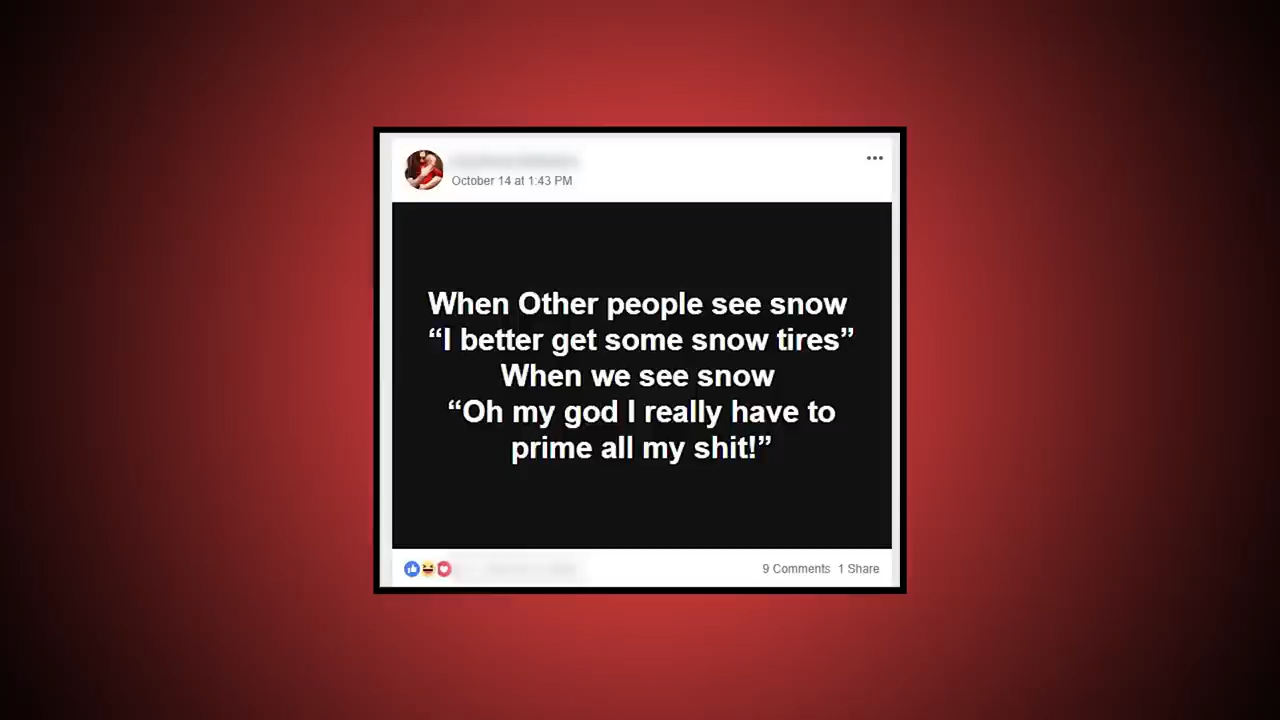 October 14 at 1:43 PM
When Other people see snow
“I better get some snow tires”
When we see snow
“Oh my god I really have to
prime all my shit!”
9 Comments 1 Share